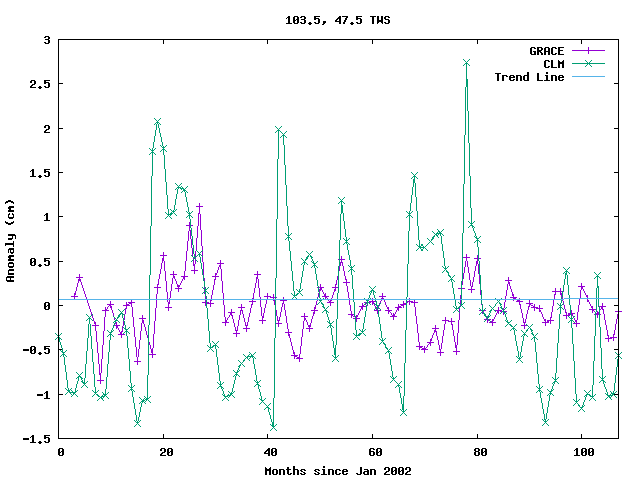 103.5, 47.5 TWS
GRACE
CLM
Trend Line
Anomaly (cm)
3
2.5
2
1.5
1
0.5
0
-0.5
-1
-1.5
0 20 40 60 80 100
Months since Jan 2002